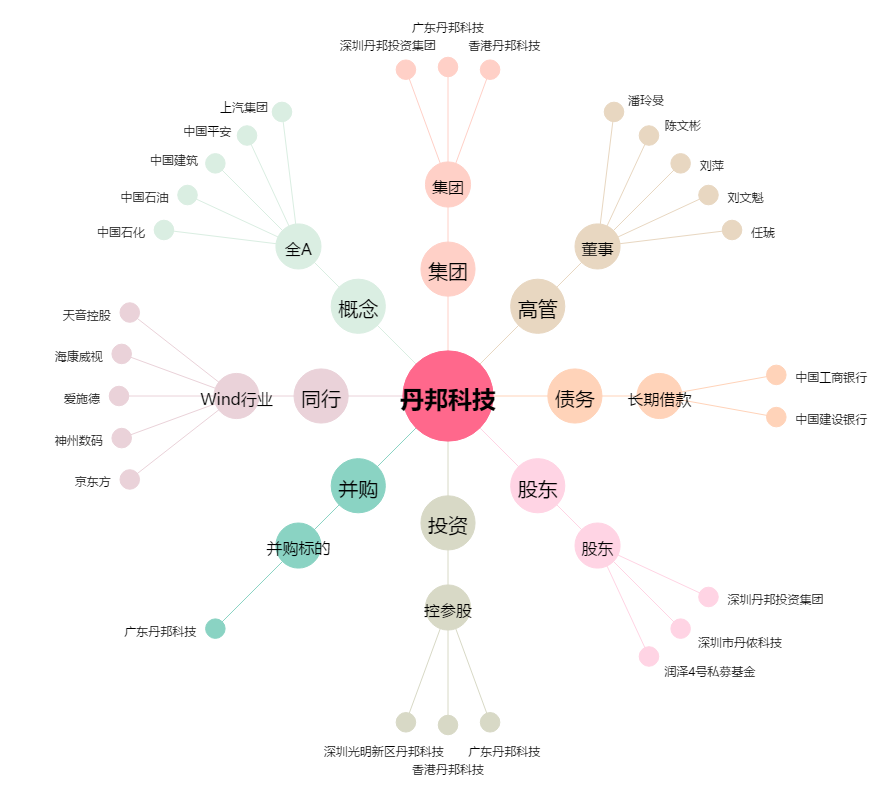 广东丹邦科技
深圳丹邦投资集团
香港丹邦科技
集团
集团
上汽集团
中国平安
中国建筑
中国石油
中国石化
全A
概念
潘玲曼
陈文彬
刘萍
刘文魁
任琥
董事
高管
天音控股
海康威视
爱施德
神州数码
京东方
Wind行业
同行
丹邦科技
债务
长期借款
中国工商银行
中国建设银行
并购
并购标的
广东丹邦科技
投资
控参股
深圳光明新区丹邦科技
香港丹邦科技
广东丹邦科技
股东
股东
深圳丹邦投资集团
深圳市丹侬科技
润泽4号私募基金